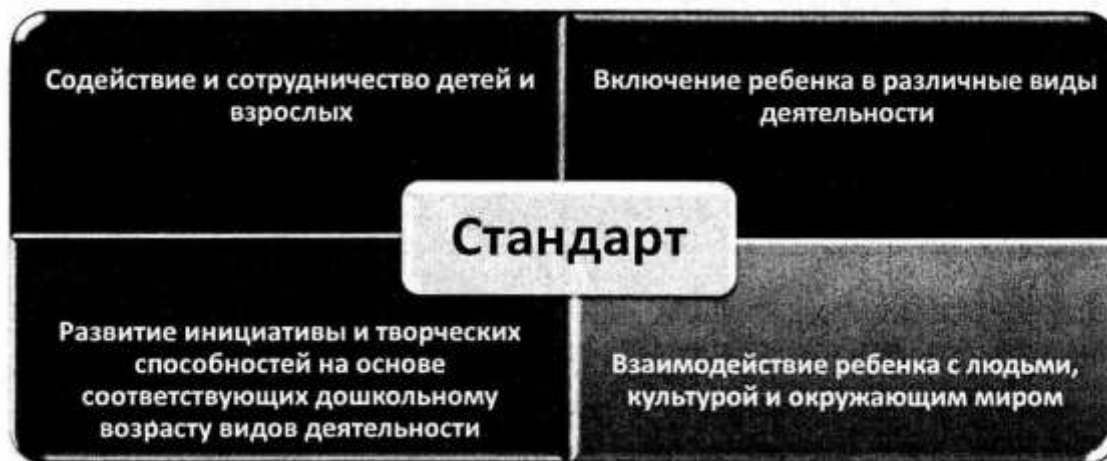 Содействие и сотрудничество детей и
взрослых
Включение ребенка в различные виды
деятельности
Стандарт
Развитие инициативы и творческих
способностей на основе
соответствующих дошкольному
возрасту видов деятельности
Взаимодействие ребенка с людьми,
культурой и окружающим миром